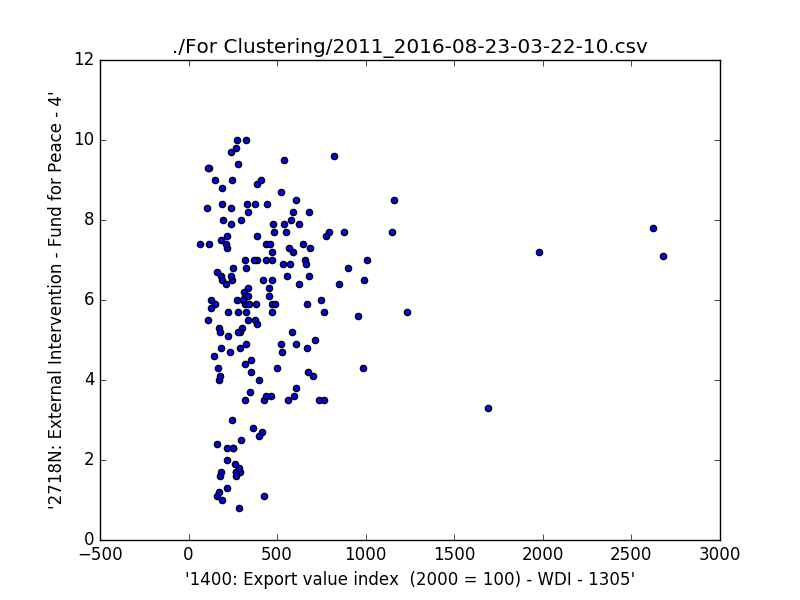 ./For Clustering/2011_2016-08-23-03-22-10.csv
'2718N: External Intervention - Fund for Peace - 4'
12
10
8
6
4
2
0
−500 0 500 1000 1500 2000 2500 3000
'1400: Export value index  (2000 = 100) - WDI - 1305'